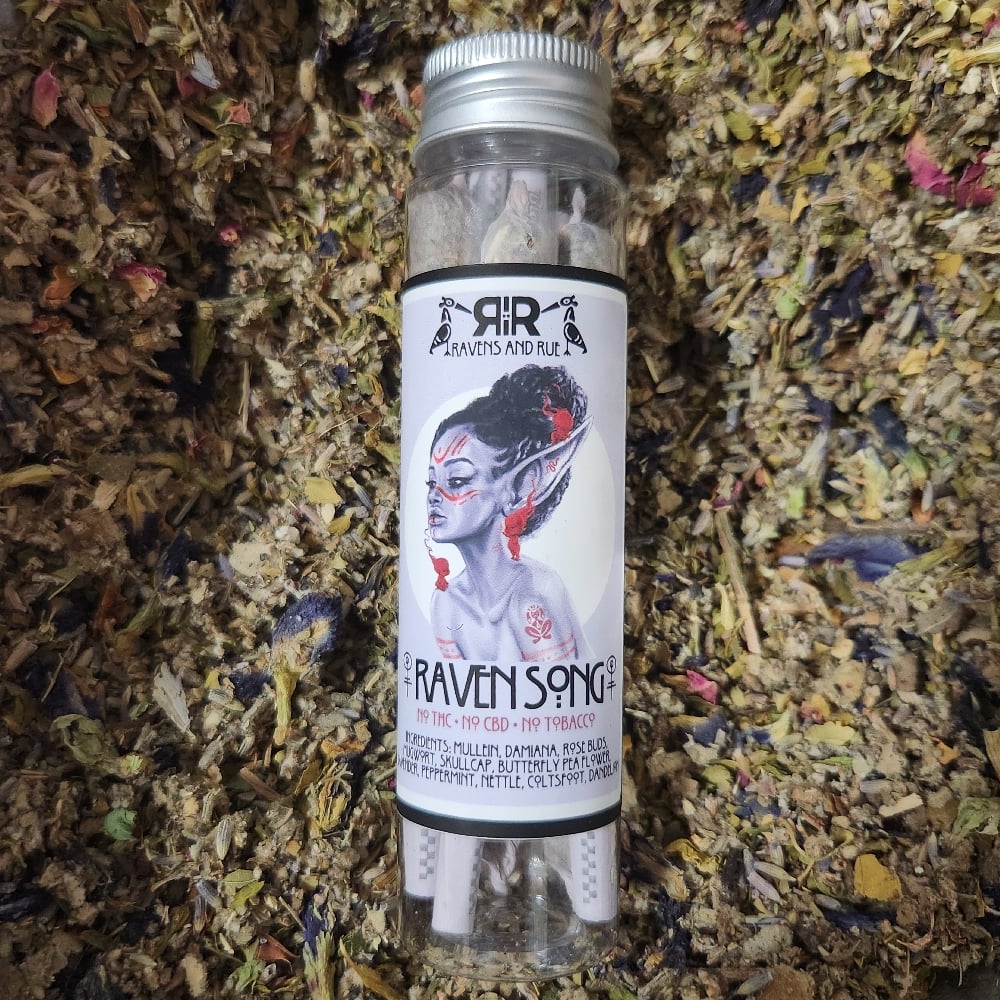 RR
RAVENS AND RUE
RAVEN SONG
NO THC • NO CBD • NO TOBACCO
INGREDIENTS: MULLEIN, DAMIANA, ROSE BUDS,
MUGWORT, SKULLCAP, BUTTERFLY PEA FLOWER,
PEPPERMINT, NETTLE, COLTSFOOT,